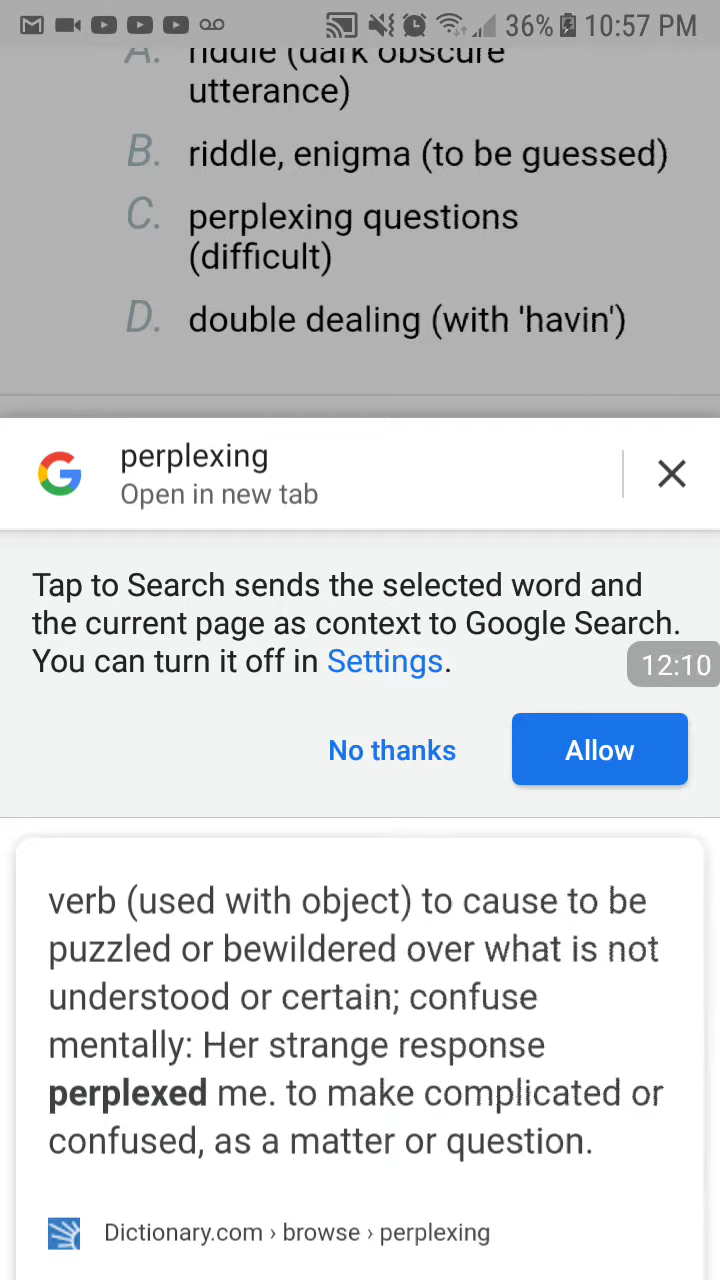 36% 10:57 PM
A. riddle (dark obscure
utterance)
B. riddle, enigma (to be guessed)
C. perplexing questions
(difficult)
D. double dealing (with 'havin')
perplexing
Open in new tab
Tap to Search sends the selected word and
the current page as context to Google Search.
You can turn it off in Settings.
12:10
No thanks
Allow
verb (used with object) to cause to be
puzzled or bewildered over what is not
understood or certain; confuse
mentally: Her strange response
perplexed me. to make complicated or
confused, as a matter or question.
Dictionary.com › browse › perplexing